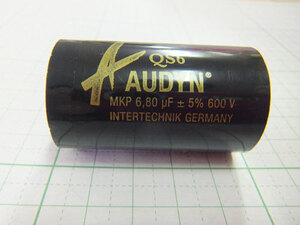 QS6
AUDYN®
MKP 6,80 µF ± 5% 600 V
INTERTECHNIK GERMANY